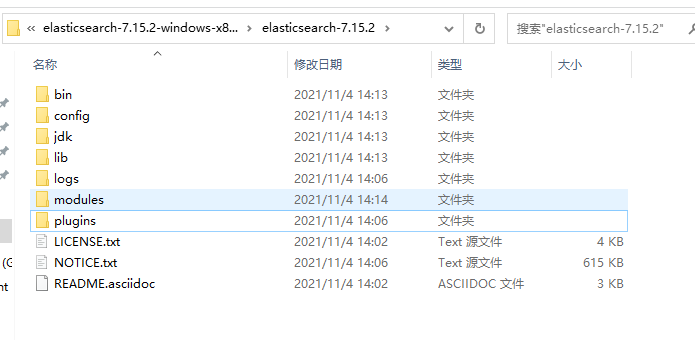 « elasticsearch-7.15.2-windows-x8... > elasticsearch-7.15.2 >
搜索"elasticsearch-7.15.2"
名称 修改日期 类型 大小
bin 2021/11/4 14:13 文件夹
config 2021/11/4 14:13 文件夹
jdk 2021/11/4 14:13 文件夹
lib 2021/11/4 14:13 文件夹
logs 2021/11/4 14:06 文件夹
modules 2021/11/4 14:14 文件夹
plugins 2021/11/4 14:06 文件夹
LICENSE.txt 2021/11/4 14:02 Text 源文件 4 KB
NOTICE.txt 2021/11/4 14:06 Text 源文件 615 KB
README.asciidoc 2021/11/4 14:02 ASCIIDOC 文件 3 KB